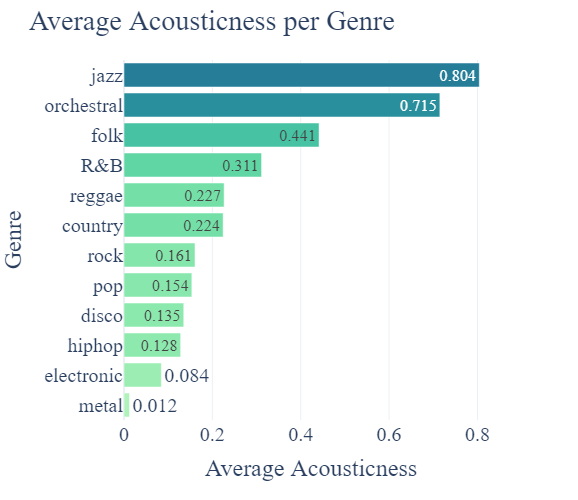 Average Acousticness per Genre
jazz 0.804
orchestral 0.715
folk 0.441
R&B 0.311
reggae 0.227
country 0.224
rock 0.161
pop 0.154
disco 0.135
hiphop 0.128
electronic 0.084
metal 0.012
0 0.2 0.4 0.6 0.8
Average Acousticness
Genre